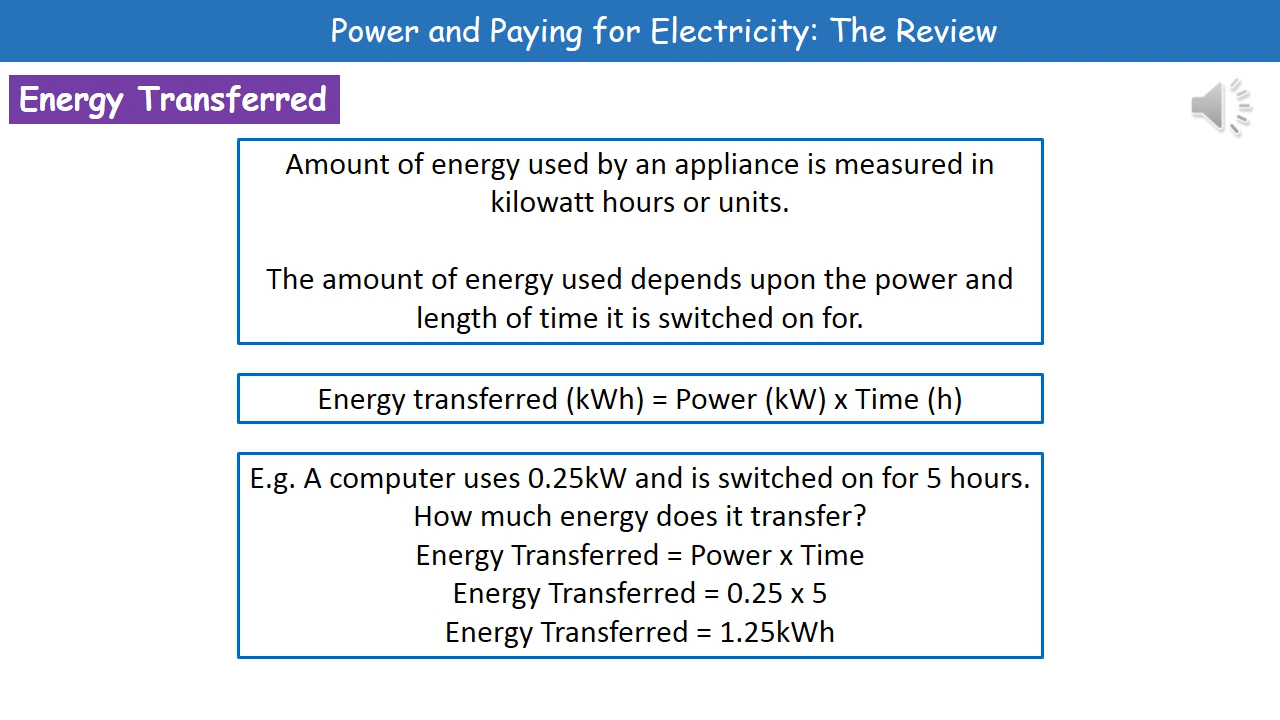 Power and Paying for Electricity: The Review
Energy Transferred
Amount of energy used by an appliance is measured in
kilowatt hours or units.
The amount of energy used depends upon the power and
length of time it is switched on for.
Energy transferred (kWh) = Power (kW) x Time (h)
E.g. A computer uses 0.25kW and is switched on for 5 hours.
How much energy does it transfer?
Energy Transferred = Power x Time
Energy Transferred = 0.25 x 5
Energy Transferred = 1.25kWh